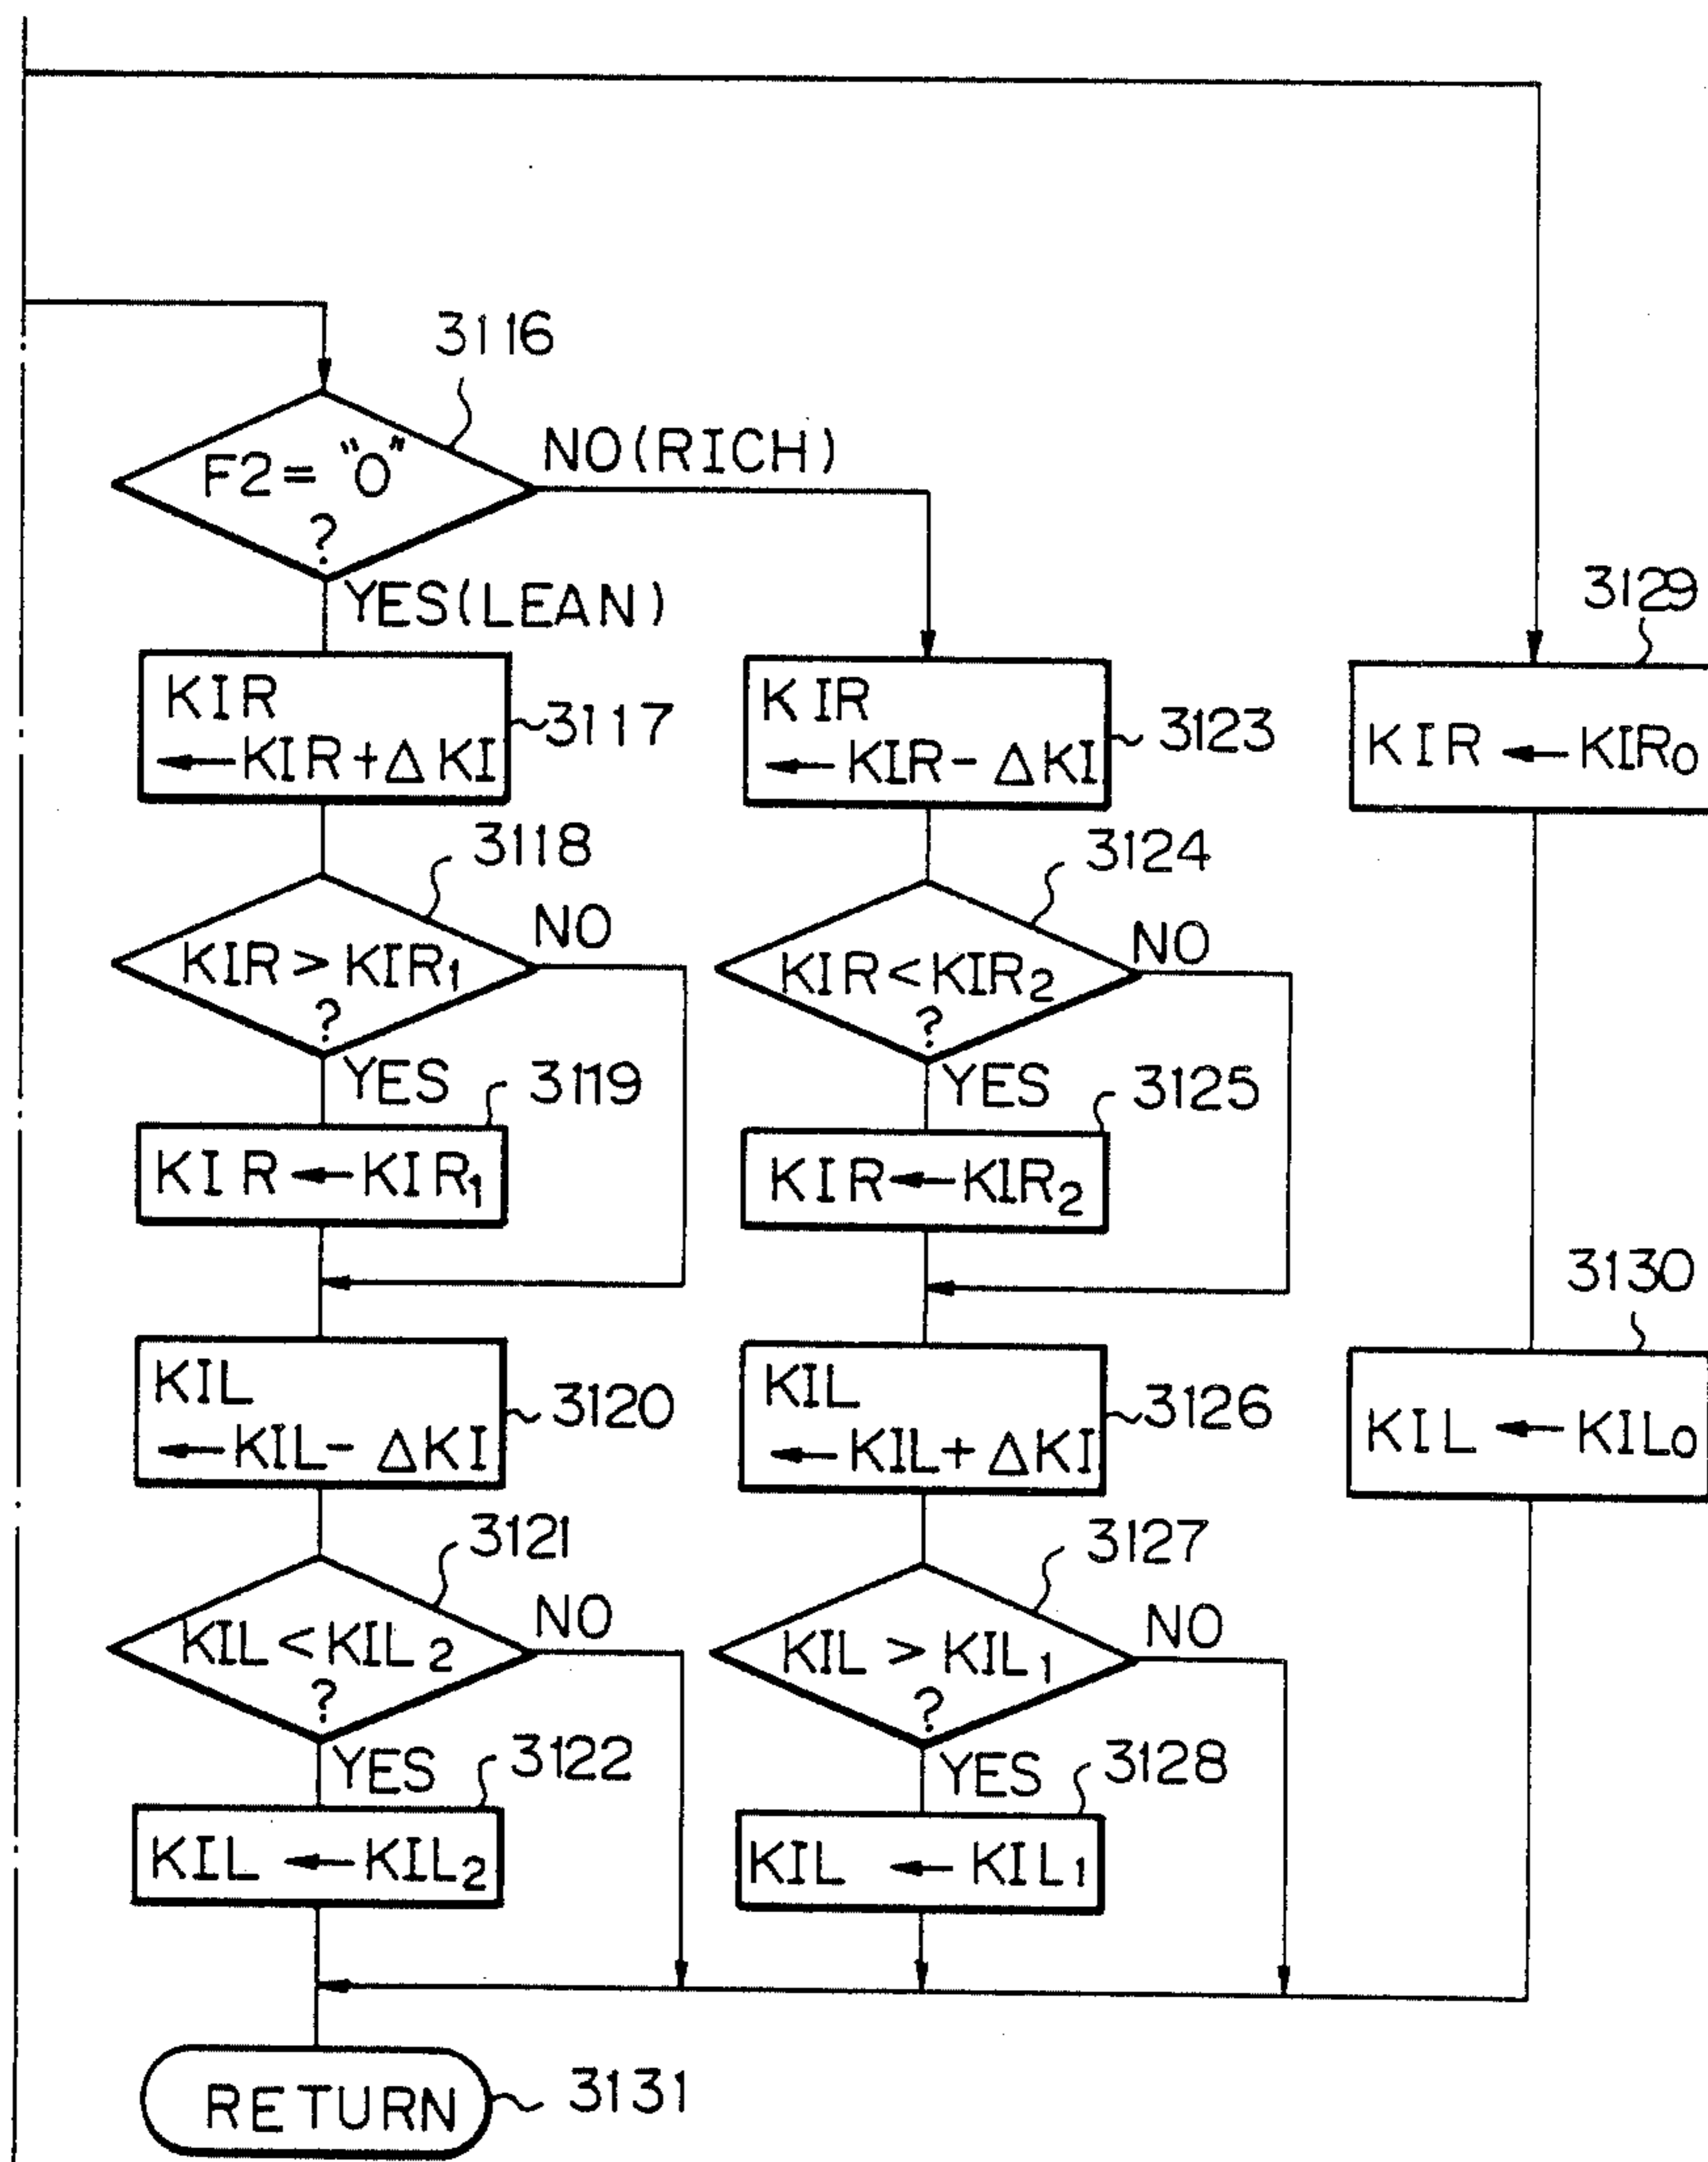 3116
F2 = "0"
?
NO(RICH)
YES(LEAN)
KIR
←KIR+ΔKI
3117
3118
KIR > KIR₁
?
NO
YES
3119
KIR ← KIR₁
KIL
← KIL - ΔKI
3120
3121
KIL < KIL₂
?
NO
YES
3122
KIL ← KIL₂
RETURN
3131
KIR
← KIR - ΔKI
3123
3124
KIR < KIR₂
?
NO
YES
3125
KIR ← KIR₂
KIL
← KIL + ΔKI
3126
3127
KIL > KIL₁
?
NO
YES
3128
KIL ← KIL₁
3129
KIR ← KIR₀
3130
KIL ← KIL₀